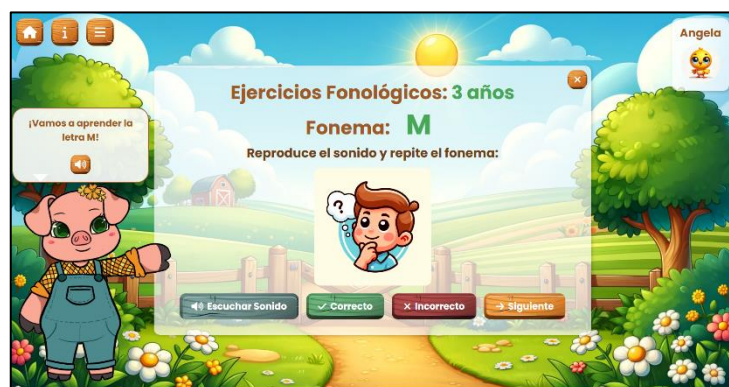 i
Angela
Ejercicios Fonológicos: 3 años
¡Vamos a aprender la
letra M!
Fonema: M
Reproduce el sonido y repite el fonema:
?
Escuchar Sonido
Correcto
Incorrecto
Siguiente